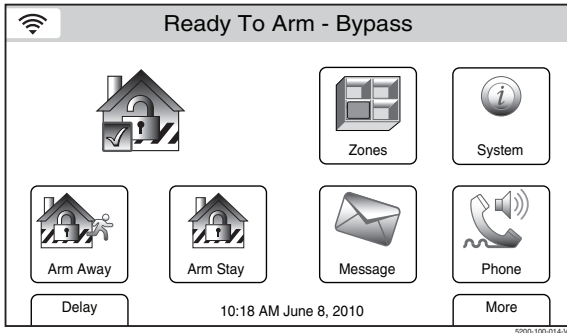 Ready To Arm - Bypass
Zones
System
Arm Away
Arm Stay
Message
Phone
Delay
10:18 AM June 8, 2010
More